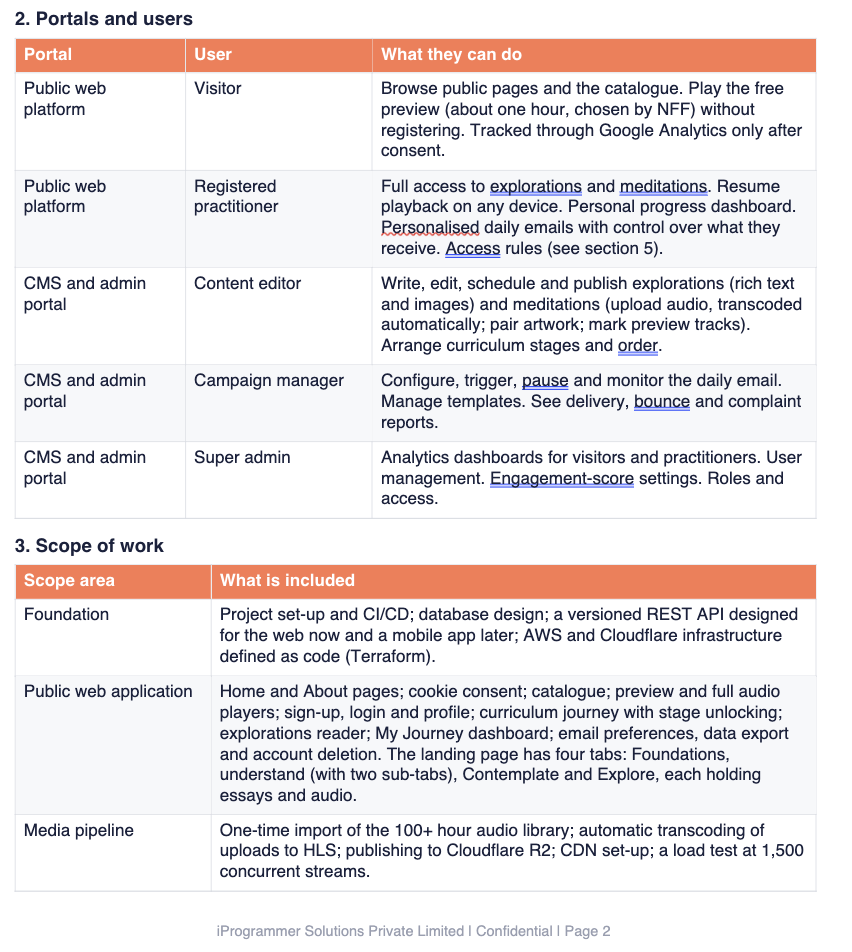 2. Portals and users
Portal User What they can do
Public web platform Visitor Browse public pages and the catalogue. Play the free
preview (about one hour, chosen by NFF) without
registering. Tracked through Google Analytics only after
consent.
Public web platform Registered practitioner Full access to explorations and meditations. Resume
playback on any device. Personal progress dashboard.
Personalised daily emails with control over what they
receive. Access rules (see section 5).
CMS and admin portal Content editor Write, edit, schedule and publish explorations (rich text
and images) and meditations (upload audio, transcoded
automatically; pair artwork; mark preview tracks).
Arrange curriculum stages and order.
CMS and admin portal Campaign manager Configure, trigger, pause and monitor the daily email.
Manage templates. See delivery, bounce and complaint
reports.
CMS and admin portal Super admin Analytics dashboards for visitors and practitioners. User
management. Engagement-score settings. Roles and
access.
3. Scope of work
Scope area What is included
Foundation Project set-up and CI/CD; database design; a versioned REST API designed
for the web now and a mobile app later; AWS and Cloudflare infrastructure
defined as code (Terraform).
Public web application Home and About pages; cookie consent; catalogue; preview and full audio
players; sign-up, login and profile; curriculum journey with stage unlocking;
explorations reader; My Journey dashboard; email preferences, data export
and account deletion. The landing page has four tabs: Foundations,
understand (with two sub-tabs), Contemplate and Explore, each holding
essays and audio.
Media pipeline One-time import of the 100+ hour audio library; automatic transcoding of
uploads to HLS; publishing to Cloudflare R2; CDN set-up; a load test at 1,500
concurrent streams.
iProgrammer Solutions Private Limited | Confidential | Page 2